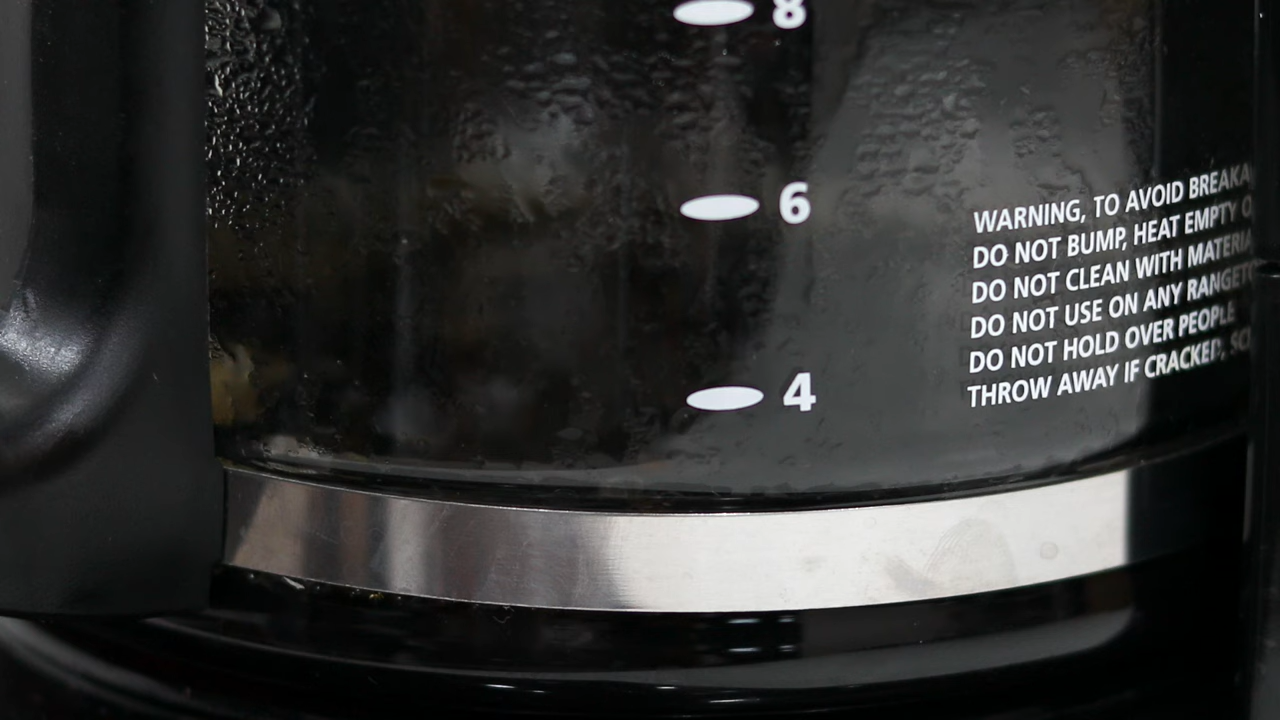 8
6
4
WARNING, TO AVOID
DO NOT BUMP, HEAT EMPTY
DO NOT CLEAN WITH
DO NOT USE ON ANY
DO NOT HOLD OVER PEOPLE
THROW AWAY IF CRACKED,